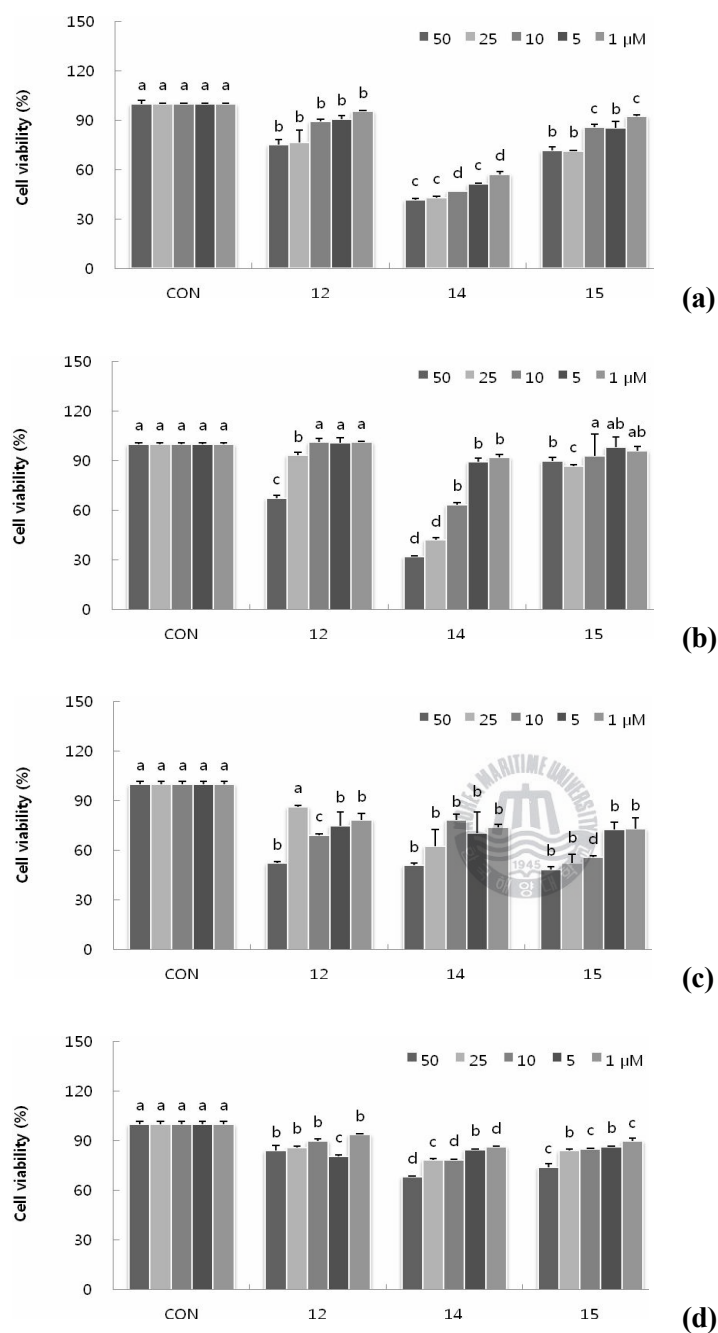 150
120
90
60
30
0
Cell viability (%)
50 25 10 5 1 μM
a a a a a
b b b b b
c c d c d
b b c b c
CON 12 14 15
(a)
150
120
90
60
30
0
Cell viability (%)
50 25 10 5 1 μM
a a a a a
c b a a a
d d b b b
b c a ab ab
CON 12 14 15
(b)
150
120
90
60
30
0
Cell viability (%)
50 25 10 5 1 μM
a a a a a
b a c b b
b b b b b
b b d b b
CON 12 14 15
MARITIME UNIVERSITY
1945
(c)
150
120
90
60
30
0
Cell viability (%)
50 25 10 5 1 μM
a a a a a
b b b c b
d c d b d
c b c b c
CON 12 14 15
(d)